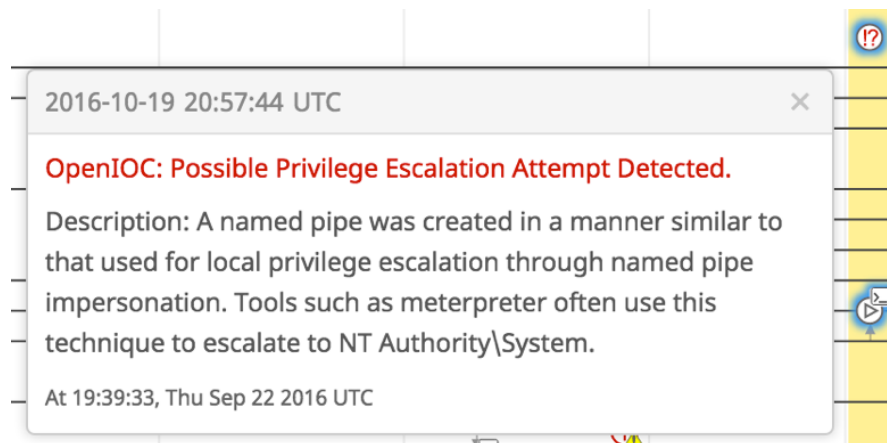 !?
2016-10-19 20:57:44 UTC ×
OpenIOC: Possible Privilege Escalation Attempt Detected.
Description: A named pipe was created in a manner similar to
that used for local privilege escalation through named pipe
impersonation. Tools such as meterpreter often use this
technique to escalate to NT Authority\System.
At 19:39:33, Thu Sep 22 2016 UTC